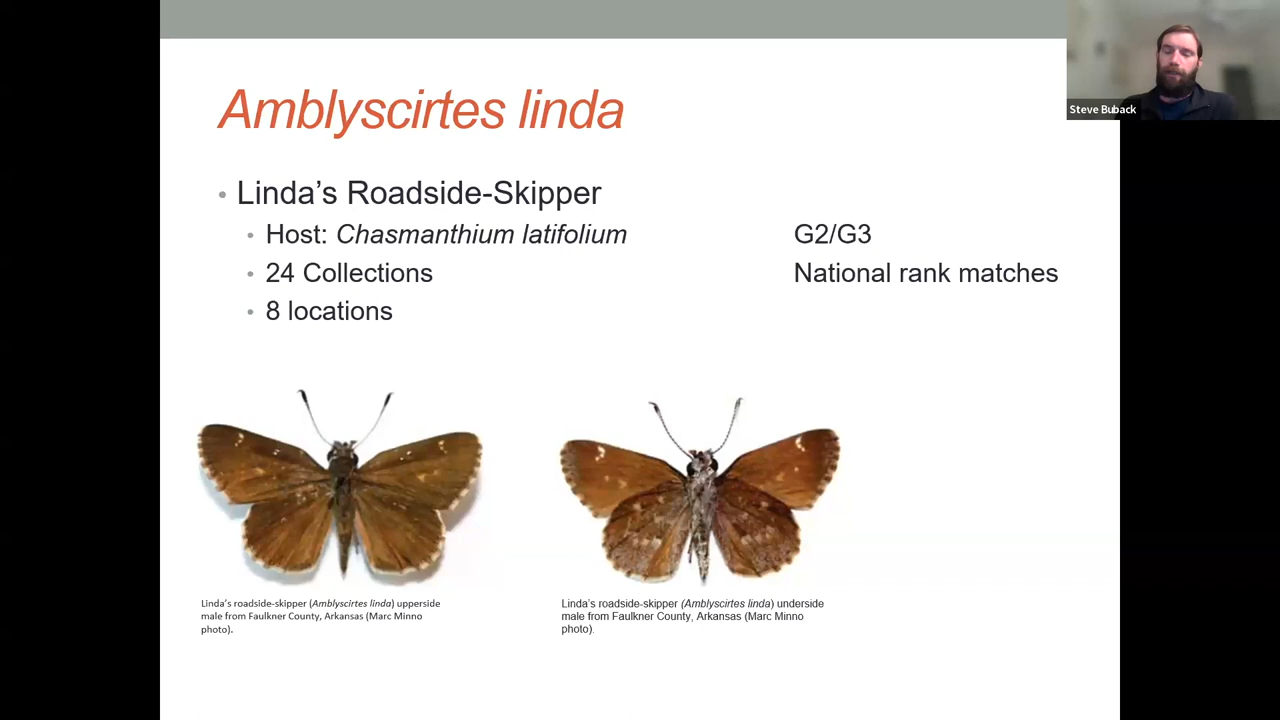 Steve Buback
Amblyscirtes linda
• Linda's Roadside-Skipper
• Host: Chasmanthium latifolium
G2/G3
• 24 Collections
National rank matches
• 8 locations
Linda's roadside-skipper (Amblyscirtes linda) upperside
male from Faulkner County, Arkansas (Marc Minno
photo).
Linda's roadside-skipper (Amblyscirtes linda) underside
male from Faulkner County, Arkansas (Marc Minno
photo).